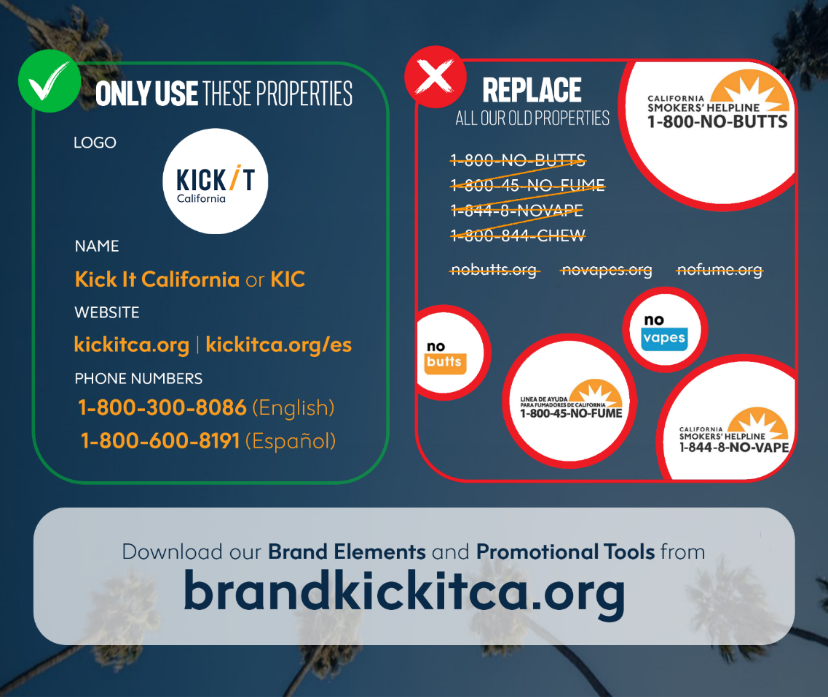 ONLY USE THESE PROPERTIES
LOGO
KICK iT
California
NAME
Kick It California or KIC
WEBSITE
kickitca.org | kickitca.org/es
PHONE NUMBERS
1-800-300-8086 (English)
1-800-600-8191 (Español)
REPLACE
ALL OUR OLD PROPERTIES
CALIFORNIA
SMOKERS' HELPLINE
1-800-NO-BUTTS
1-800-NO-BUTTS
1-800-45-NO-FUME
1-844-8-NOVAPE
1-800-844-CHEW
nobutts.org novapes.org nofume.org
no
butts
no
vapes
LINEA DE AYUDA
PARA FUMADORES DE CALIFORNIA
1-800-45-NO-FUME
CALIFORNIA
SMOKERS' HELPLINE
1-844-8-NO-VAPE
Download our Brand Elements and Promotional Tools from
brandkickitca.org